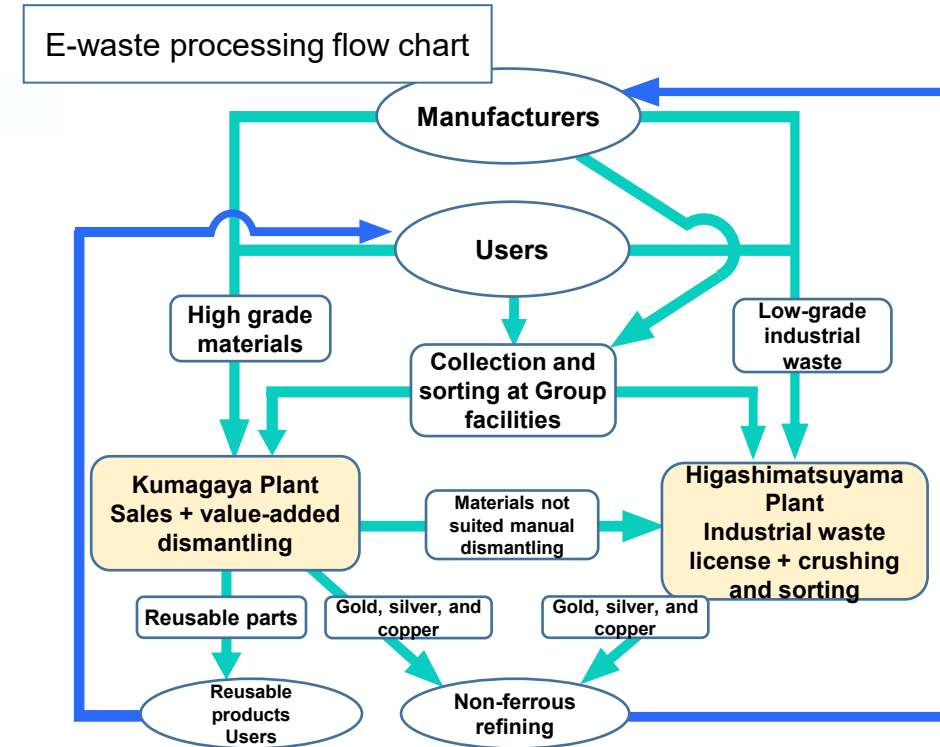 E-waste processing flow chart
Manufacturers
Users
High grade
materials
Low-grade
industrial
waste
Collection and
sorting at Group
facilities
Kumagaya Plant
Sales + value-added
dismantling
Materials not
suited manual
dismantling
Higashimatsuyama
Plant
Industrial waste
license + crushing
and sorting
Reusable parts
Gold, silver, and
copper
Gold, silver, and
copper
Reusable
products
Users
Non-ferrous
refining